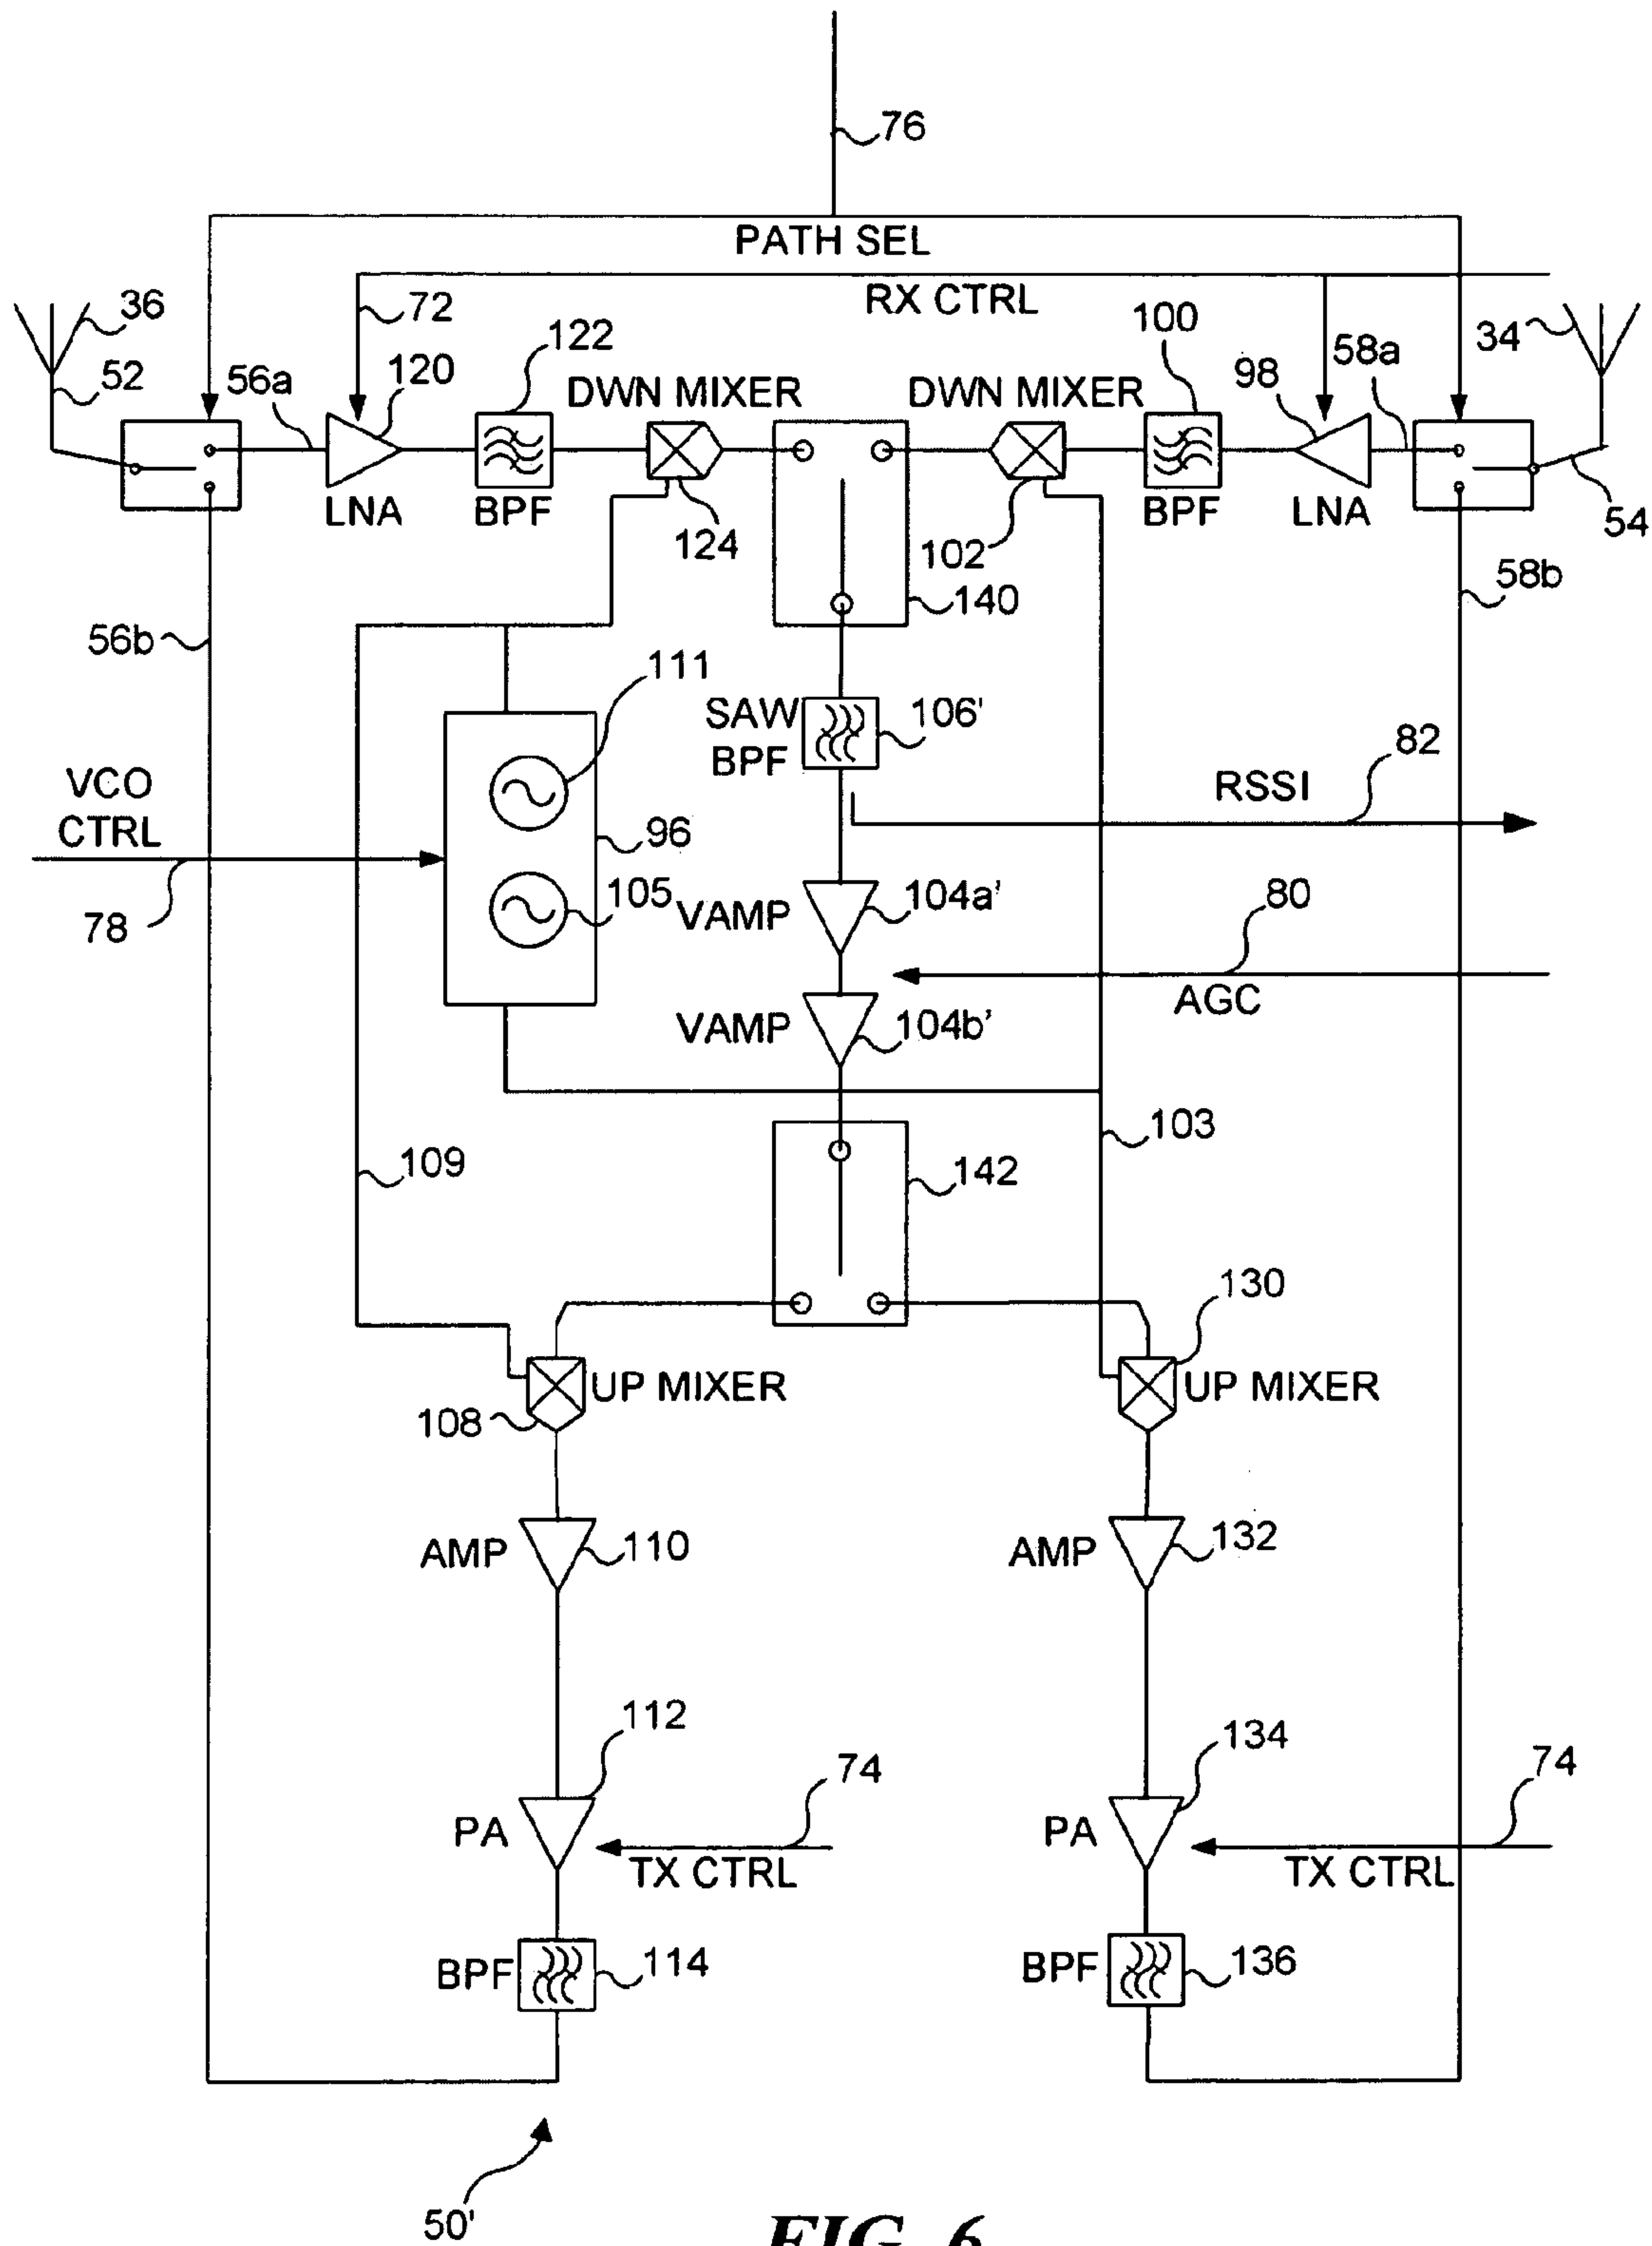 76
PATH SEL
RX CTRL
36
72
122
100
34
52
56a
120
DWN MIXER
DWN MIXER
98
58a
LNA
BPF
124
102
140
BPF
LNA
54
58b
56b
111
SAW
BPF
106'
82
RSSI
VCO
CTRL
96
78
105
VAMP
104a'
80
AGC
VAMP
104b'
103
109
142
130
UP MIXER
UP MIXER
108
AMP
110
AMP
132
112
134
74
74
PA
TX CTRL
PA
TX CTRL
BPF
114
BPF
136
50'
FIG. 6